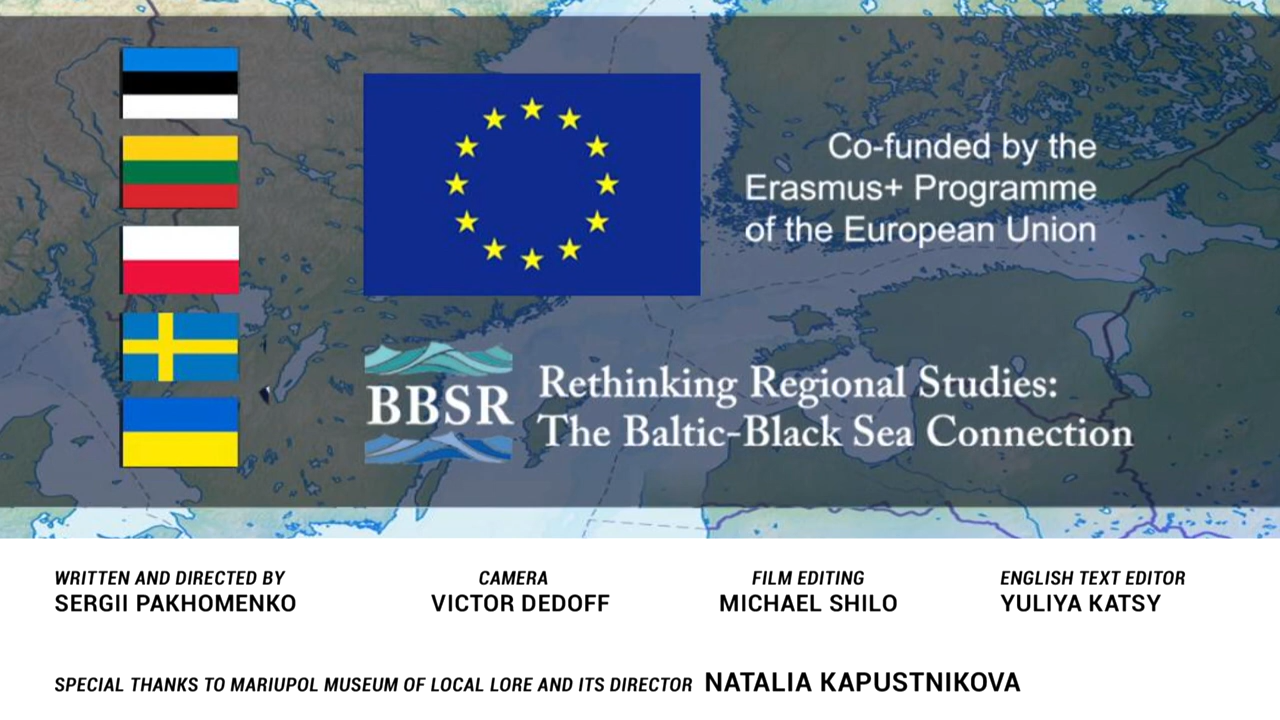 Co-funded by the
Erasmus+ Programme
of the European Union
BBSR
Rethinking Regional Studies:
The Baltic-Black Sea Connection
WRITTEN AND DIRECTED BY
SERGII PAKHOMENKO
CAMERA
VICTOR DEDOFF
FILM EDITING
MICHAEL SHILO
ENGLISH TEXT EDITOR
YULIYA KATSY
SPECIAL THANKS TO MARIUPOL MUSEUM OF LOCAL LORE AND ITS DIRECTOR NATALIA KAPUSTNIKOVA